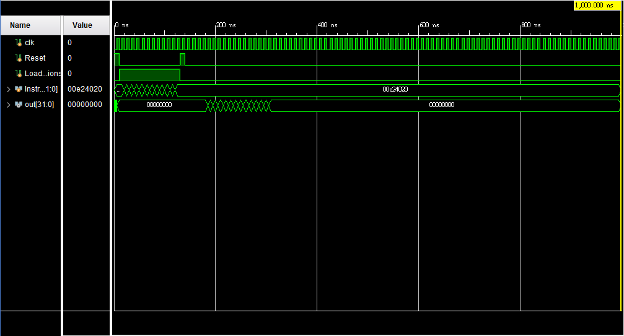 1,000.000 ns
Name Value 0 ns 200 ns 400 ns 600 ns 800 ns
clk 0
Reset 0
Load...ions 0
Instr...1:0] 00e24020 00e24020
out[31:0] 00000000 00000000 00000000